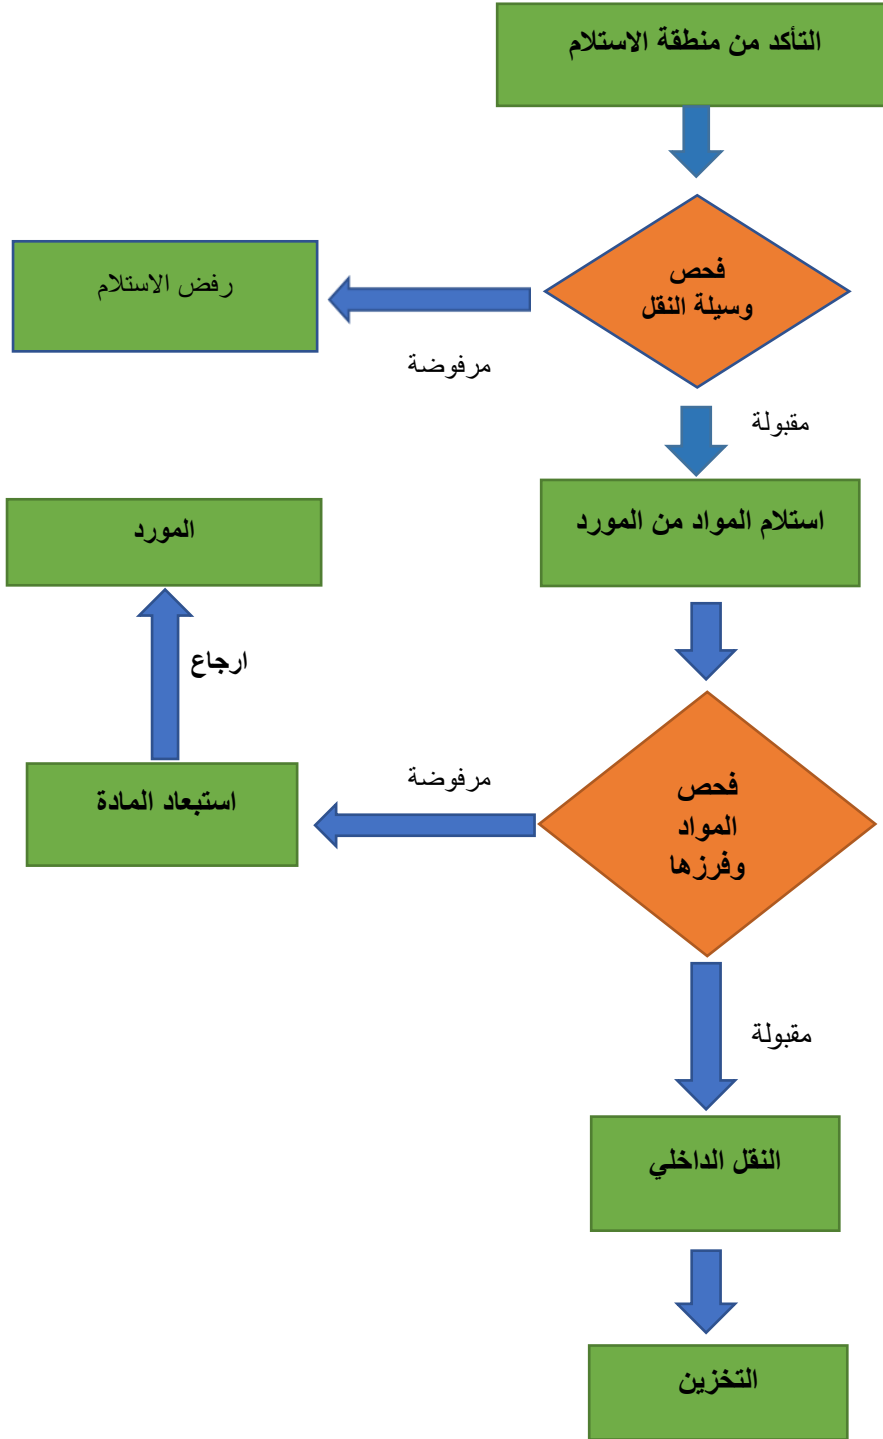 التأكد من منطقة الاستلام
فحص
وسيلة النقل
رفض الاستلام
مرفوضة
مقبولة
استلام المواد من المورد
المورد
ارجاع
فحص
المواد
وفرزها
مرفوضة
استبعاد المادة
مقبولة
النقل الداخلي
التخزين